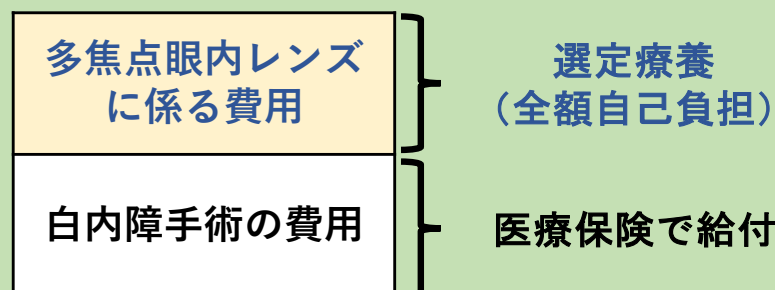 多焦点眼内レンズ
に係る費用
選定療養
（全額自己負担）
白内障手術の費用
医療保険で給付